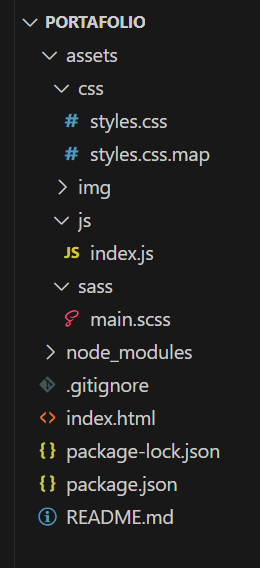 PORTAFOLIO
assets
css
# styles.css
# styles.css.map
img
js
JS index.js
sass
main.scss
node_modules
.gitignore
<> index.html
{} package-lock.json
{} package.json
README.md